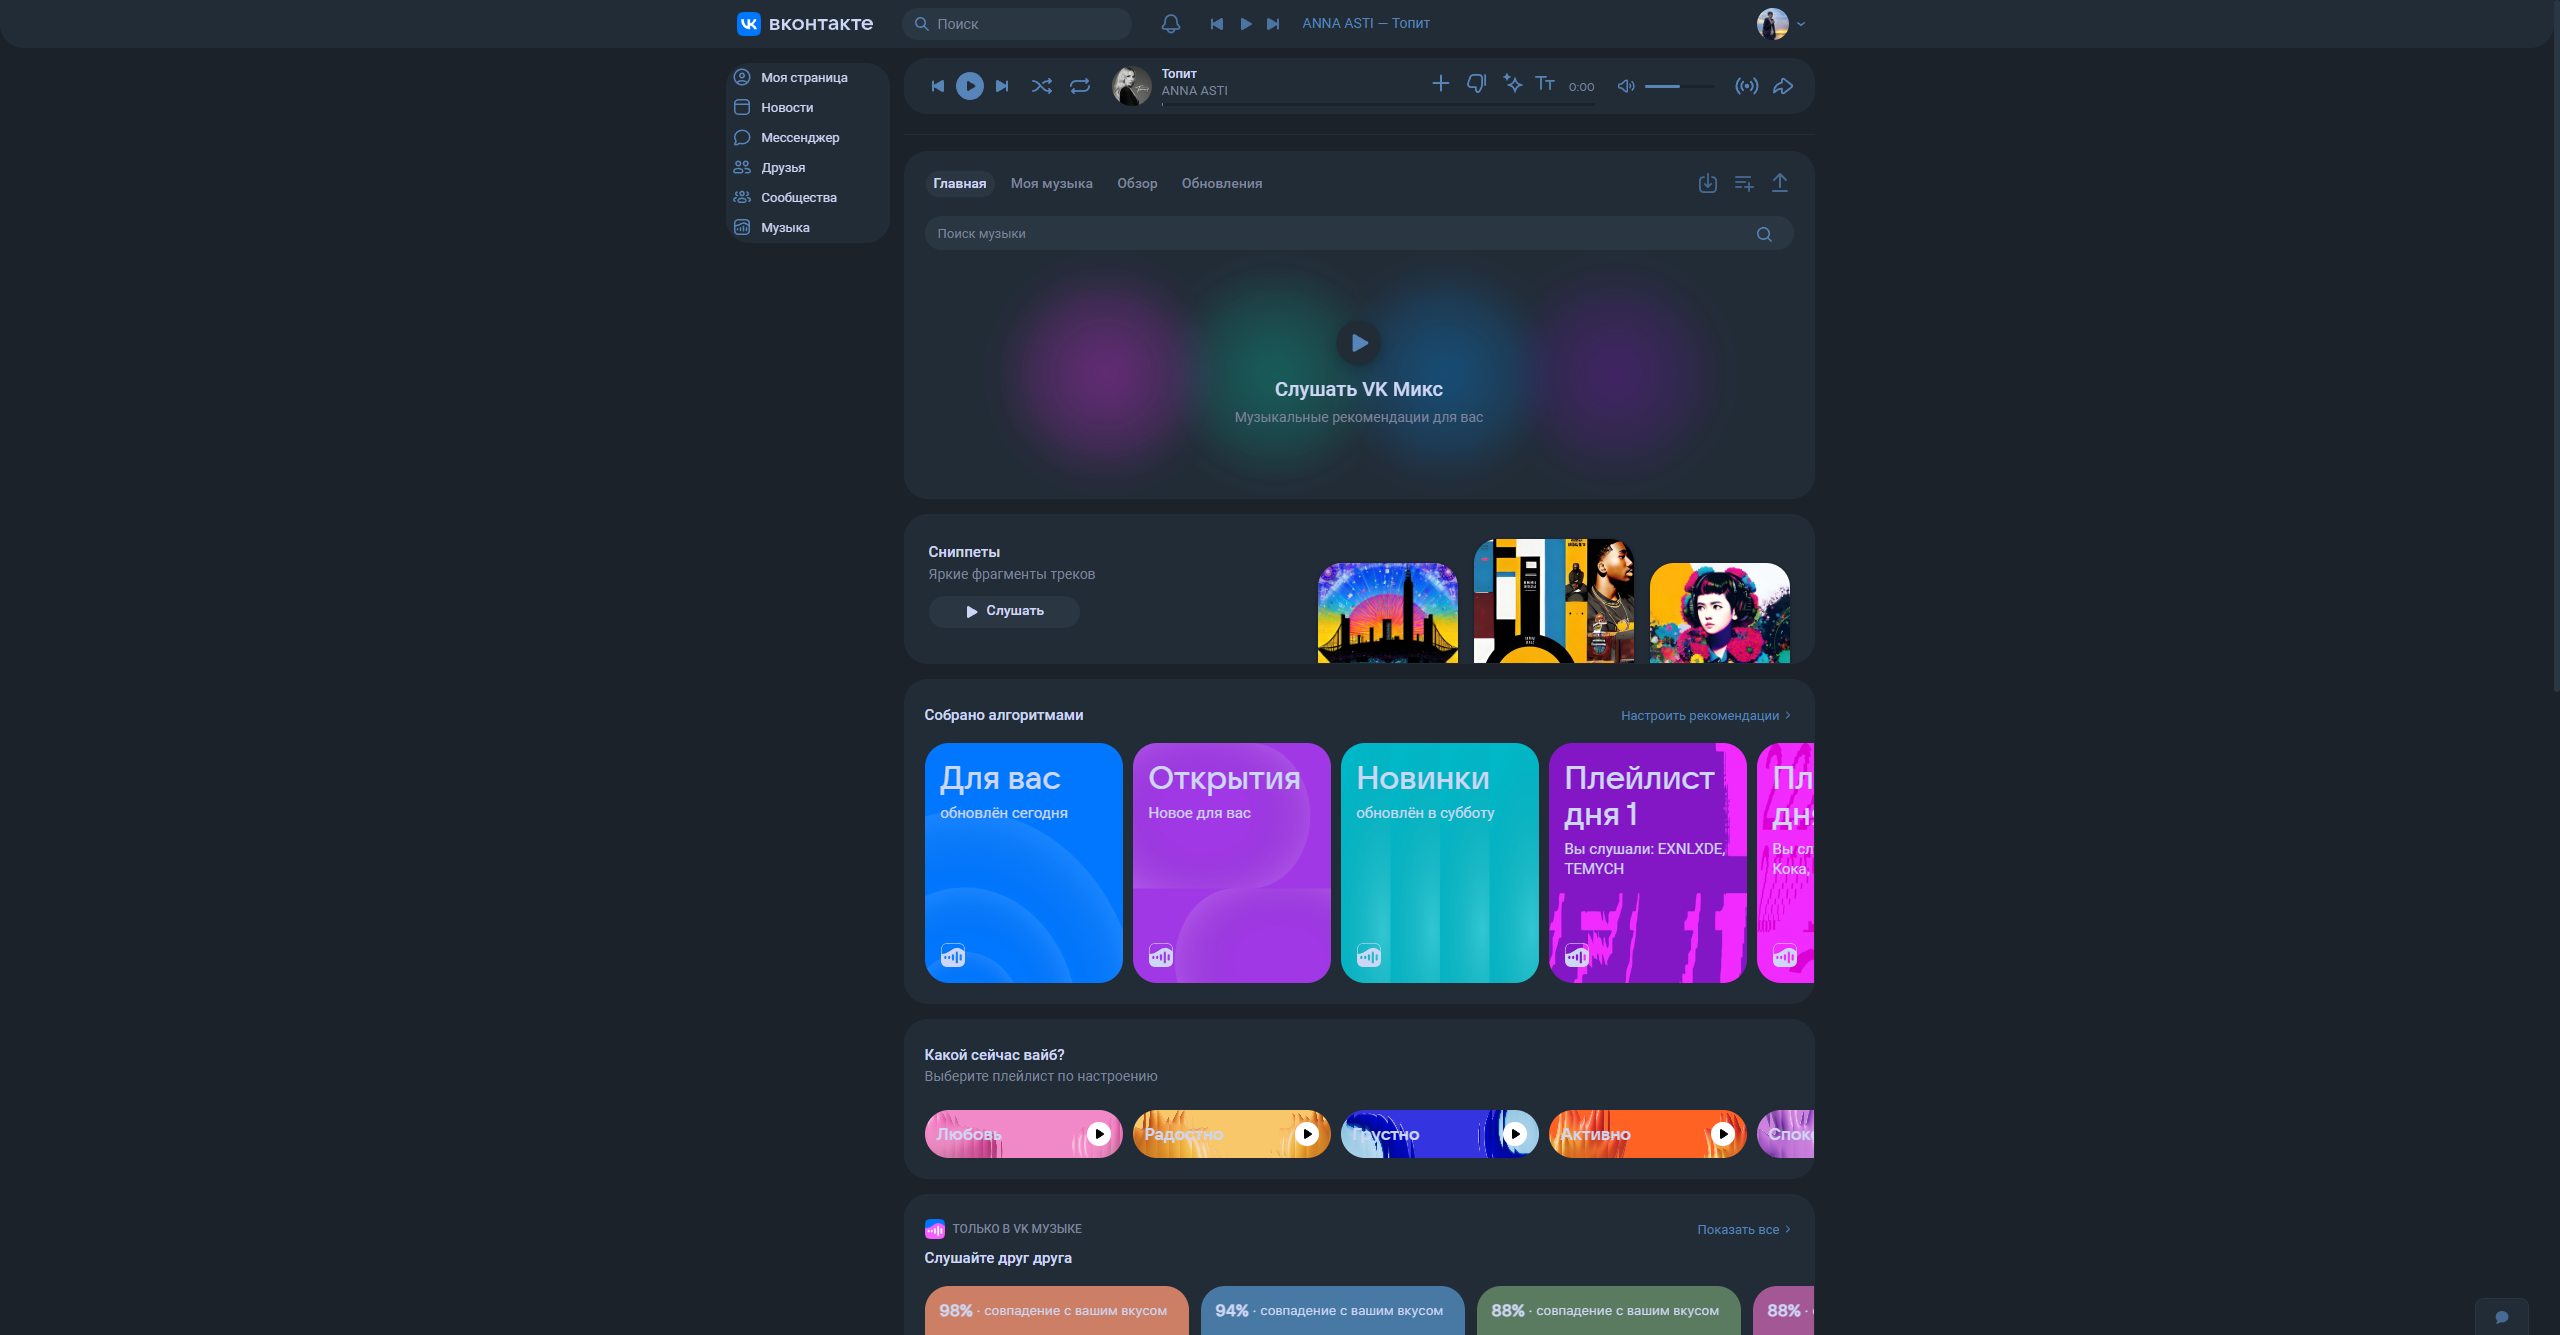 вконтакте
Поиск
ANNA ASTI — Топит
Моя страница
Новости
Мессенджер
Друзья
Сообщества
Музыка
Топит
ANNA ASTI
0:00
Главная
Моя музыка
Обзор
Обновления
Поиск музыки
Слушать VK Микс
Музыкальные рекомендации для вас
Сниппеты
Яркие фрагменты треков
Слушать
Собрано алгоритмами
Настроить рекомендации
Для вас
обновлён сегодня
Открытия
Новое для вас
Новинки
обновлён в субботу
Плейлист
дня 1
Вы слушали: EXNLXDE,
TEMYCH
Пл
дн
Вы сл
Кока,
Какой сейчас вайб?
Выберите плейлист по настроению
Любовь
Радостно
Грустно
Активно
Спок
ТОЛЬКО В VK МУЗЫКЕ
Показать все
Слушайте друг друга
98% · совпадение с вашим вкусом
94% · совпадение с вашим вкусом
88% · совпадение с вашим вкусом
88% ·